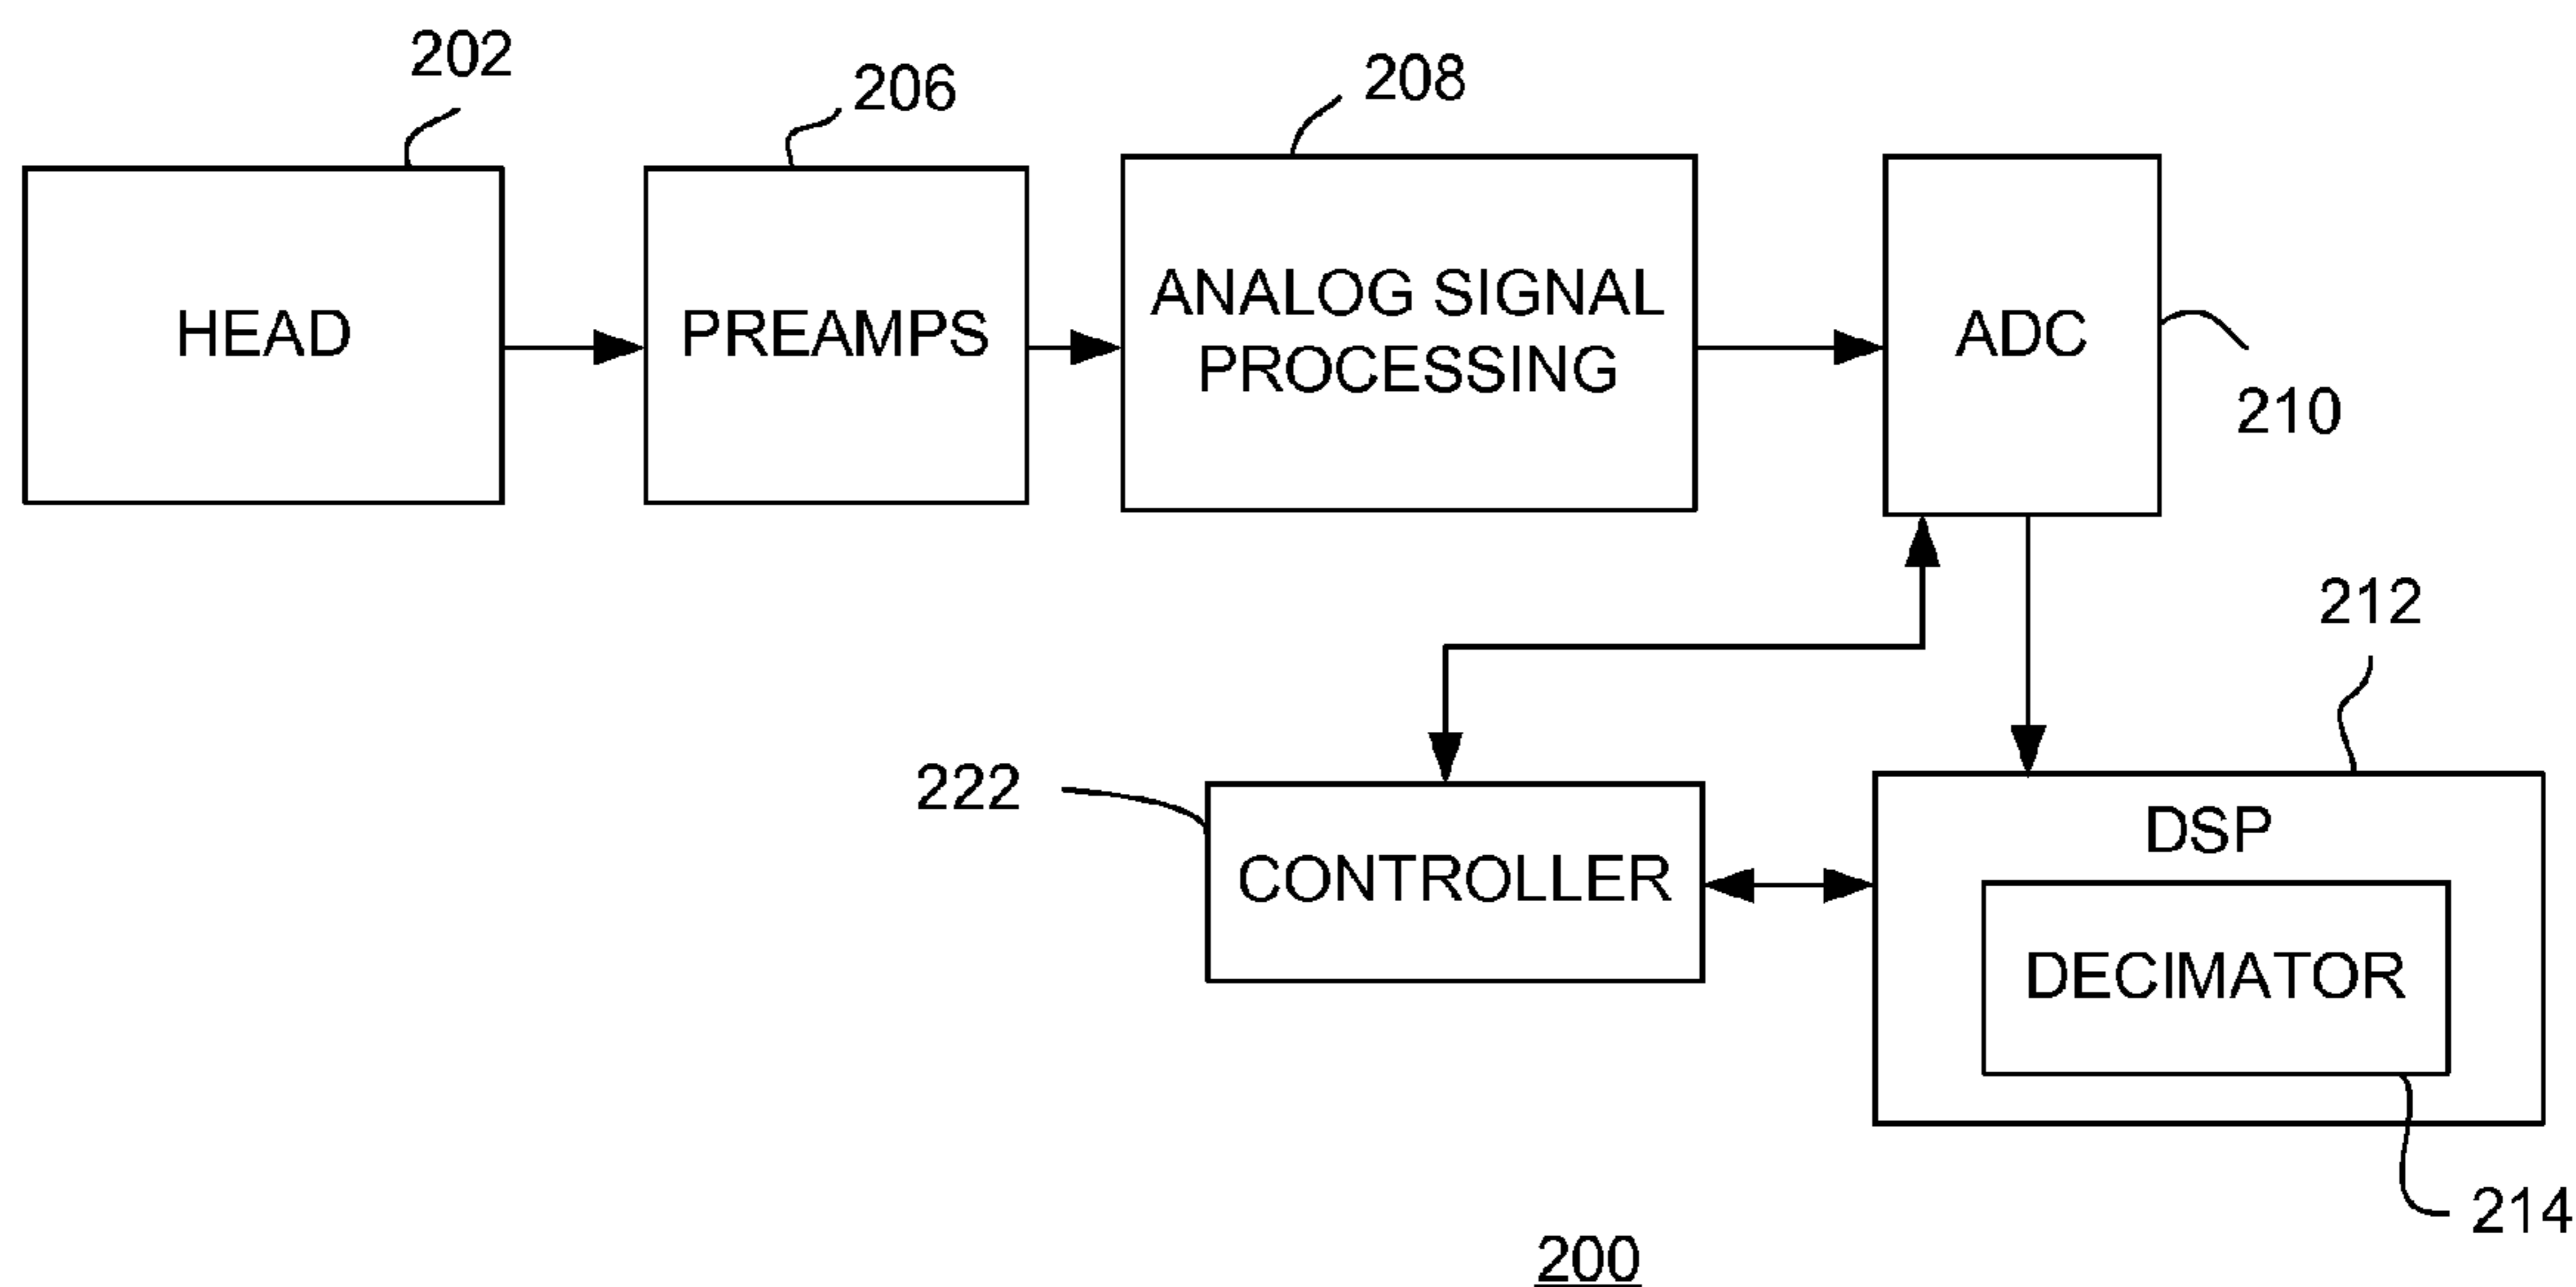 202
206
208
HEAD
PREAMPS
ANALOG SIGNAL
PROCESSING
ADC
210
212
222
CONTROLLER
DSP
DECIMATOR
214
200